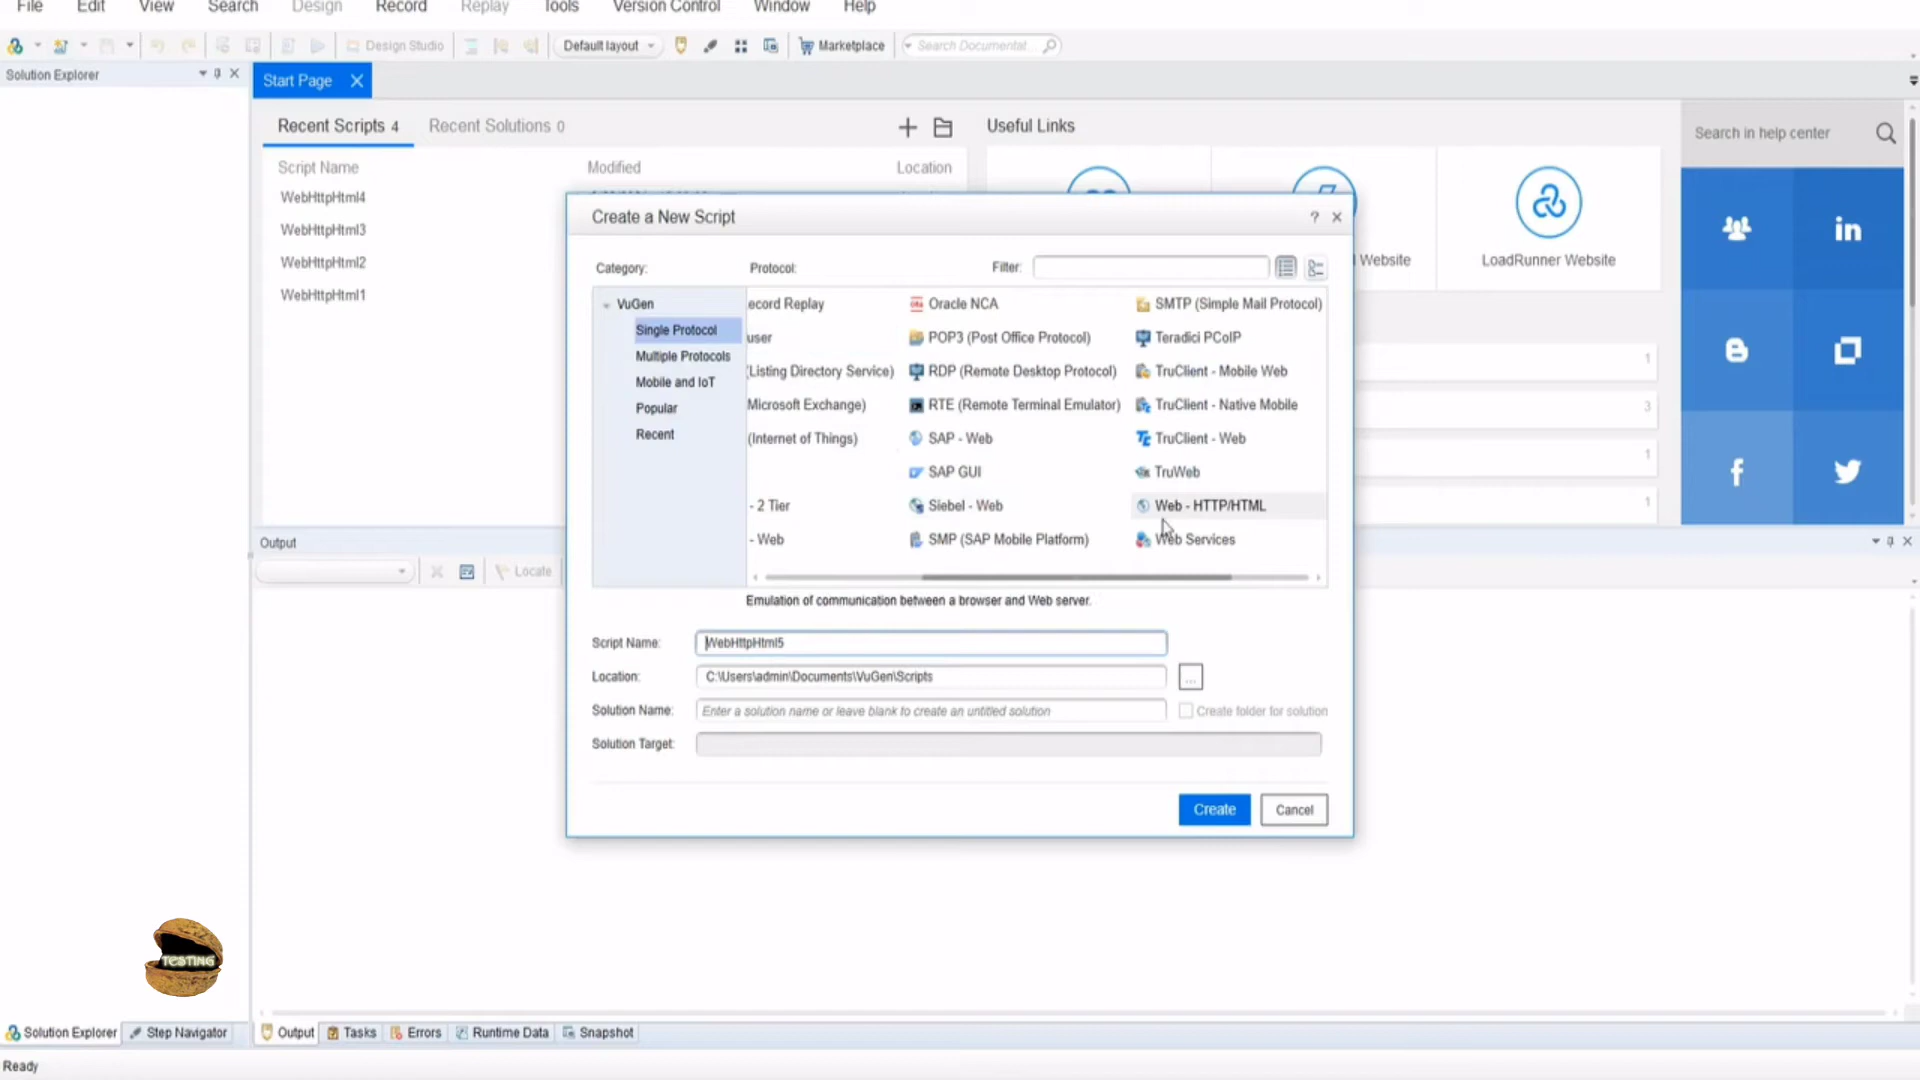 File Edit View Search Design Record Replay Tools Version Control Window Help
Design Studio Default layout Marketplace Search Documentat
Solution Explorer
Start Page
Recent Scripts 4 Recent Solutions 0
Useful Links
Search in help center
Script Name Modified Location
WebHttpHtml4
WebHttpHtml3
WebHttpHtml2
WebHttpHtml1
Website
LoadRunner Website
in
f
1
3
1
1
Create a New Script ?
Category: Protocol: Filter:
VuGen
Single Protocol
Multiple Protocols
Mobile and IoT
Popular
Recent
ecord Replay Oracle NCA SMTP (Simple Mail Protocol)
user POP3 (Post Office Protocol) Teradici PCoIP
(Listing Directory Service) RDP (Remote Desktop Protocol) TruClient - Mobile Web
Microsoft Exchange) RTE (Remote Terminal Emulator) TruClient - Native Mobile
(Internet of Things) SAP - Web TruClient - Web
SAP GUI TruWeb
- 2 Tier Siebel - Web Web - HTTP/HTML
- Web SMP (SAP Mobile Platform) Web Services
Emulation of communication between a browser and Web server.
Script Name: WebHttpHtml5
Location: C:\Users\admin\Documents\VuGen\Scripts ...
Solution Name: Enter a solution name or leave blank to create an untitled solution Create folder for solution
Solution Target:
Create Cancel
Output
Locate
TESTING
Solution Explorer Step Navigator Output Tasks Errors Runtime Data Snapshot
Ready